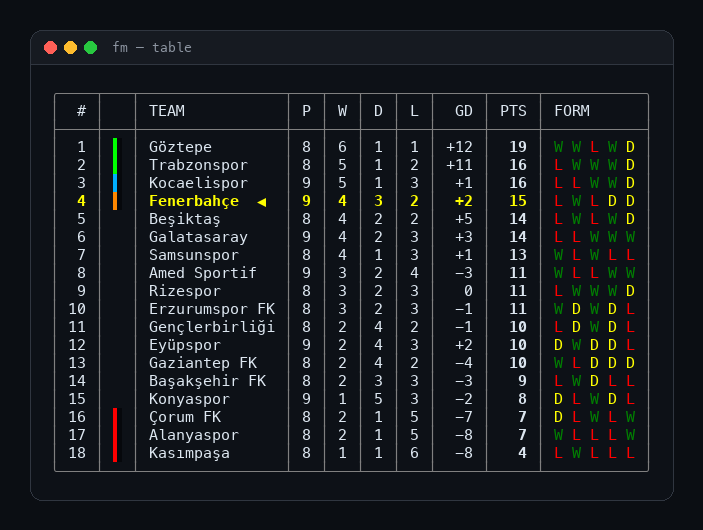 fm — table
# TEAM P W D L GD PTS FORM
1 Göztepe 8 6 1 1 +12 19 W W L W D
2 Trabzonspor 8 5 1 2 +11 16 L W W W D
3 Kocaelispor 9 5 1 3 +1 16 L L W W D
4 Fenerbahçe ◀ 9 4 3 2 +2 15 L W L D D
5 Beşiktaş 8 4 2 2 +5 14 L W L W D
6 Galatasaray 9 4 2 3 +3 14 L L W W W
7 Samsunspor 8 4 1 3 +1 13 W L W L L
8 Amed Sportif 9 3 2 4 −3 11 W L L W W
9 Rizespor 8 3 2 3 0 11 L W W W D
10 Erzurumspor FK 8 3 2 3 −1 11 W D W D L
11 Gençlerbirliği 8 2 4 2 −1 10 L D W D L
12 Eyüpspor 9 2 4 3 +2 10 D W D D L
13 Gaziantep FK 8 2 4 2 −4 10 W L D D D
14 Başakşehir FK 8 2 3 3 −3 9 L W D L L
15 Konyaspor 9 1 5 3 −2 8 D L W D L
16 Çorum FK 8 2 1 5 −7 7 D L W L W
17 Alanyaspor 8 2 1 5 −8 7 W L L L W
18 Kasımpaşa 8 1 1 6 −8 4 L W L L L